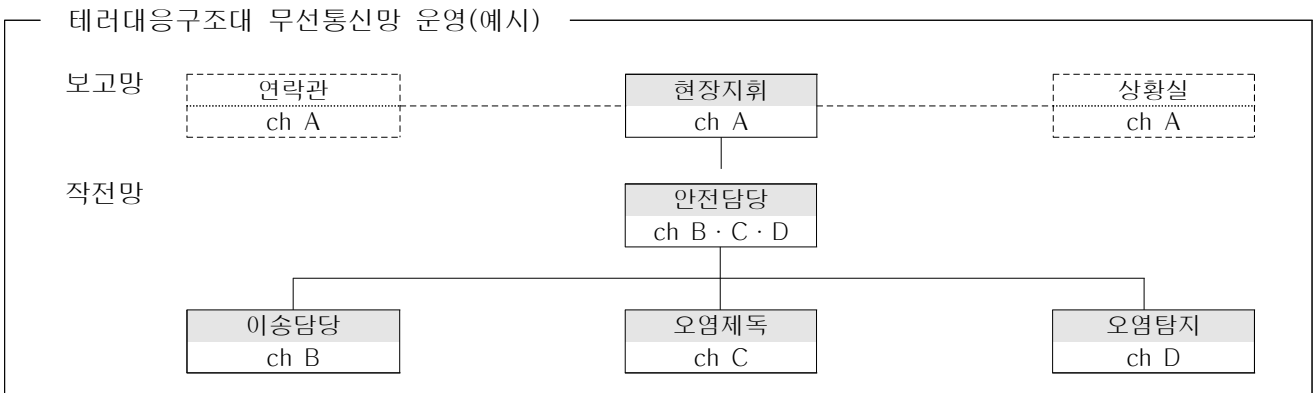 테러대응구조대 무선통신망 운영(예시)
보고망
연락관
현장지휘
상황실
ch A
ch A
ch A
작전망
안전담당
ch B · C · D
이송담당
오염제독
오염탐지
ch B
ch C
ch D